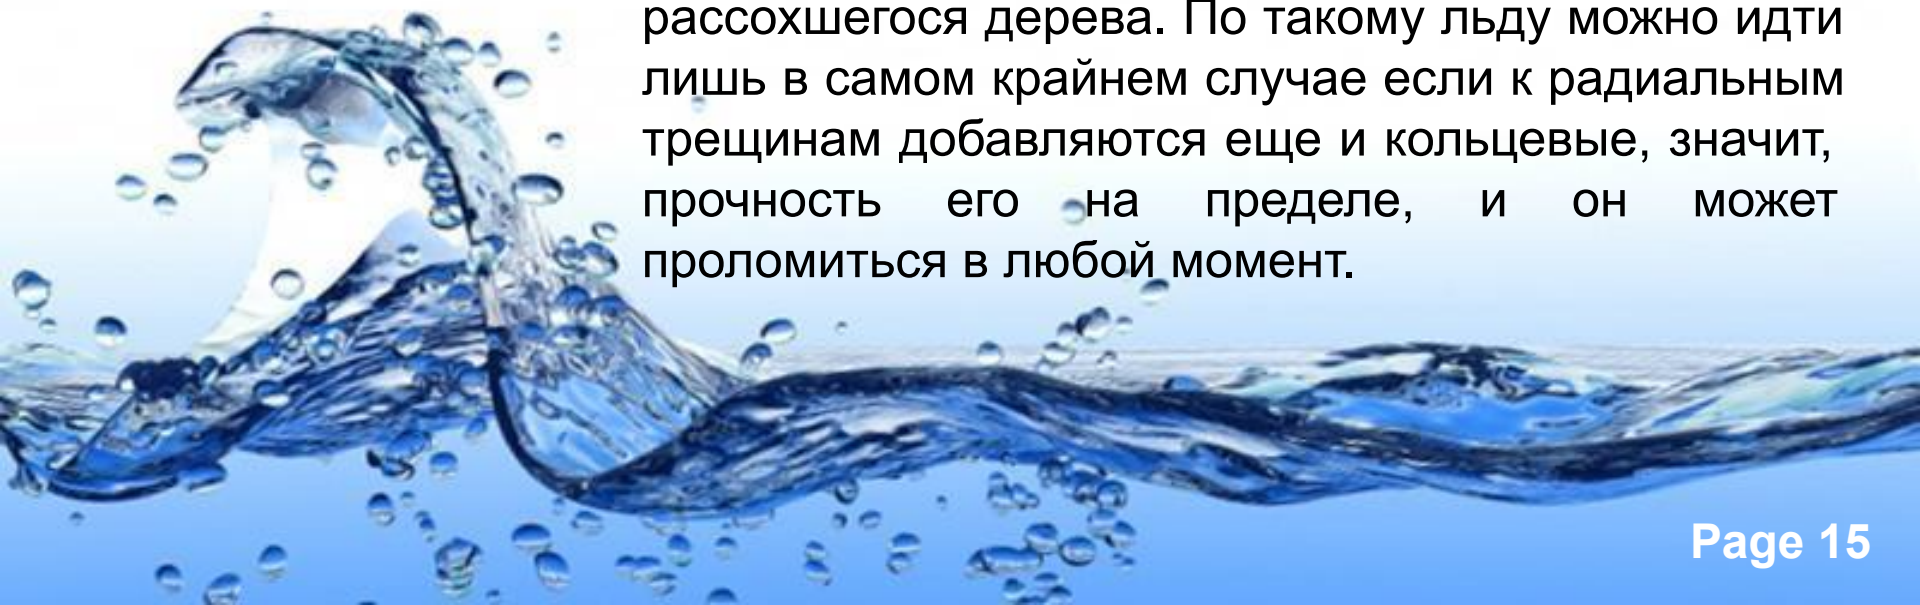 рассохшегося дерева. По такому льду можно идти
лишь в самом крайнем случае если к радиальным
трещинам добавляются еще и кольцевые, значит,
прочность его на пределе, и он может
проломиться в любой момент.
Page 15